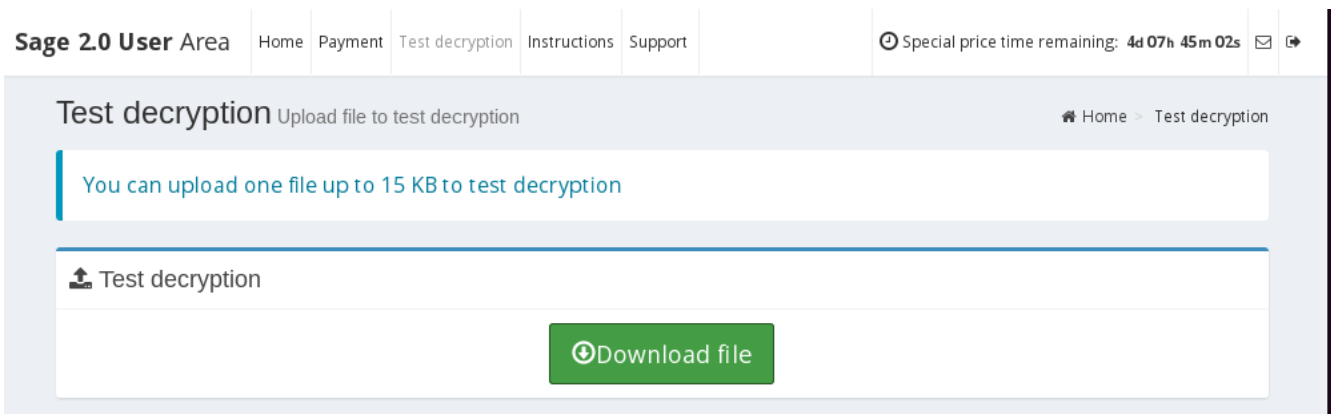 Sage 2.0 User Area Home Payment Test decryption Instructions Support Special price time remaining: 4d 07h 45m 02s
Test decryption Upload file to test decryption Home > Test decryption
You can upload one file up to 15 KB to test decryption
Test decryption
Download file